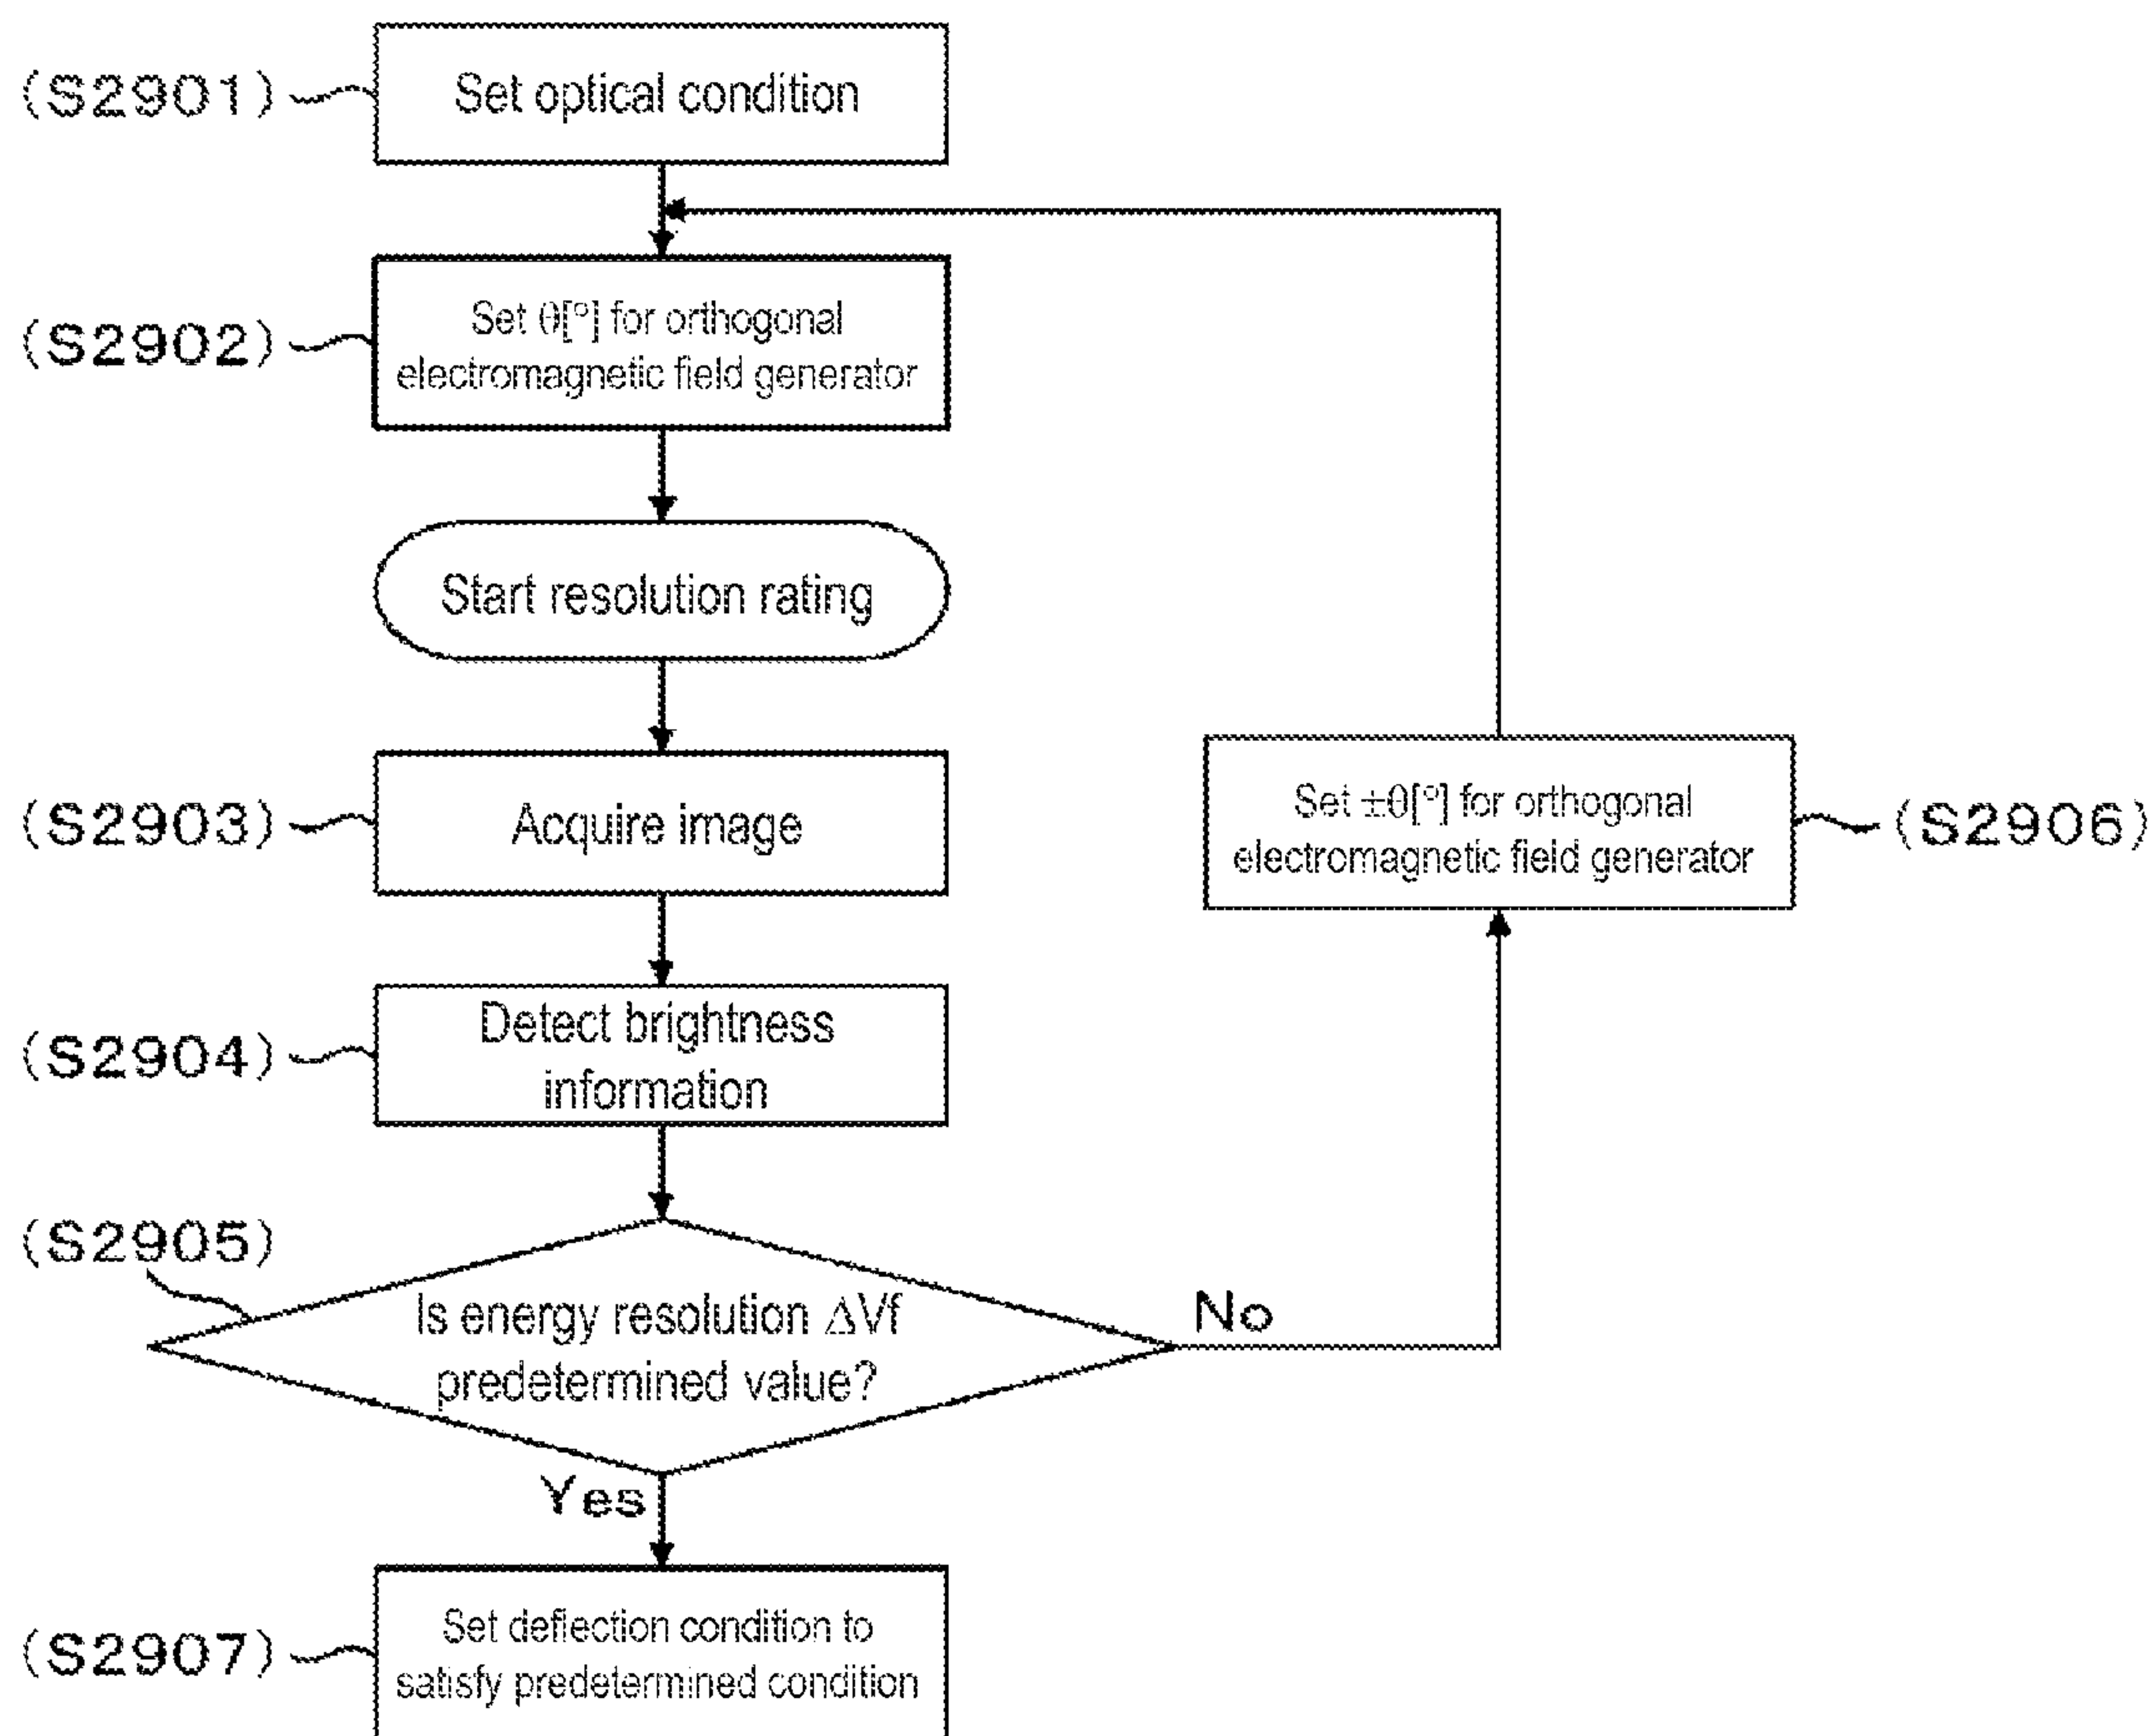 (S2901)
Set optical condition
(S2902)
Set θ[°] for orthogonal
electromagnetic field generator
Start resolution rating
(S2903)
Acquire image
Set ±θ[°] for orthogonal
electromagnetic field generator
(S2906)
(S2904)
Detect brightness
information
(S2905)
Is energy resolution ΔVf
predetermined value?
No
Yes
(S2907)
Set deflection condition to
satisfy predetermined condition